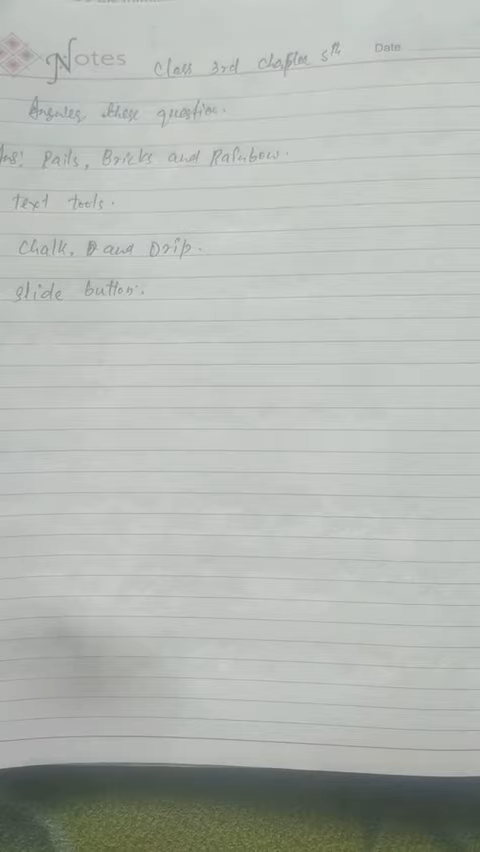 Notes Class 3rd chapter 5th Date
Answer these question.
Ans: Rails, Bricks and Rainbow.
text tools.
Chalk, and Drip.
slide button.